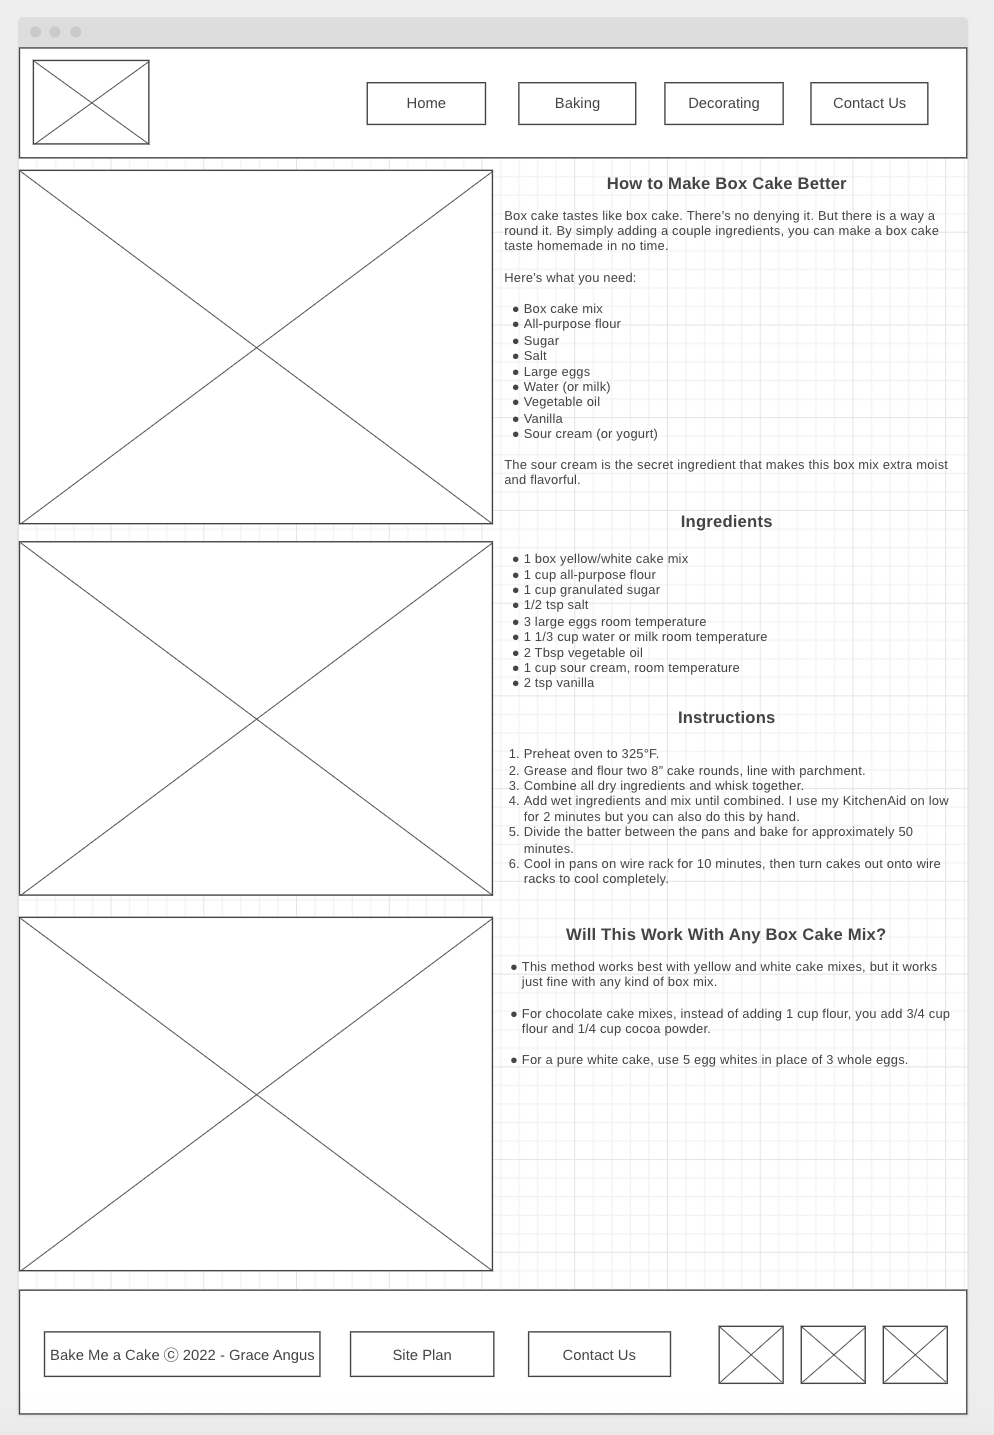 Home
Baking
Decorating
Contact Us
How to Make Box Cake Better
Box cake tastes like box cake. There's no denying it. But there is a way a
round it. By simply adding a couple ingredients, you can make a box cake
taste homemade in no time.
Here's what you need:
● Box cake mix
● All-purpose flour
● Sugar
● Salt
● Large eggs
● Water (or milk)
● Vegetable oil
● Vanilla
● Sour cream (or yogurt)
The sour cream is the secret ingredient that makes this box mix extra moist
and flavorful.
Ingredients
● 1 box yellow/white cake mix
● 1 cup all-purpose flour
● 1 cup granulated sugar
● 1/2 tsp salt
● 3 large eggs room temperature
● 1 1/3 cup water or milk room temperature
● 2 Tbsp vegetable oil
● 1 cup sour cream, room temperature
● 2 tsp vanilla
Instructions
1. Preheat oven to 325°F.
2. Grease and flour two 8” cake rounds, line with parchment.
3. Combine all dry ingredients and whisk together.
4. Add wet ingredients and mix until combined. I use my KitchenAid on low
for 2 minutes but you can also do this by hand.
5. Divide the batter between the pans and bake for approximately 50
minutes.
6. Cool in pans on wire rack for 10 minutes, then turn cakes out onto wire
racks to cool completely.
Will This Work With Any Box Cake Mix?
● This method works best with yellow and white cake mixes, but it works
just fine with any kind of box mix.
● For chocolate cake mixes, instead of adding 1 cup flour, you add 3/4 cup
flour and 1/4 cup cocoa powder.
● For a pure white cake, use 5 egg whites in place of 3 whole eggs.
Bake Me a Cake ⓒ 2022 - Grace Angus
Site Plan
Contact Us